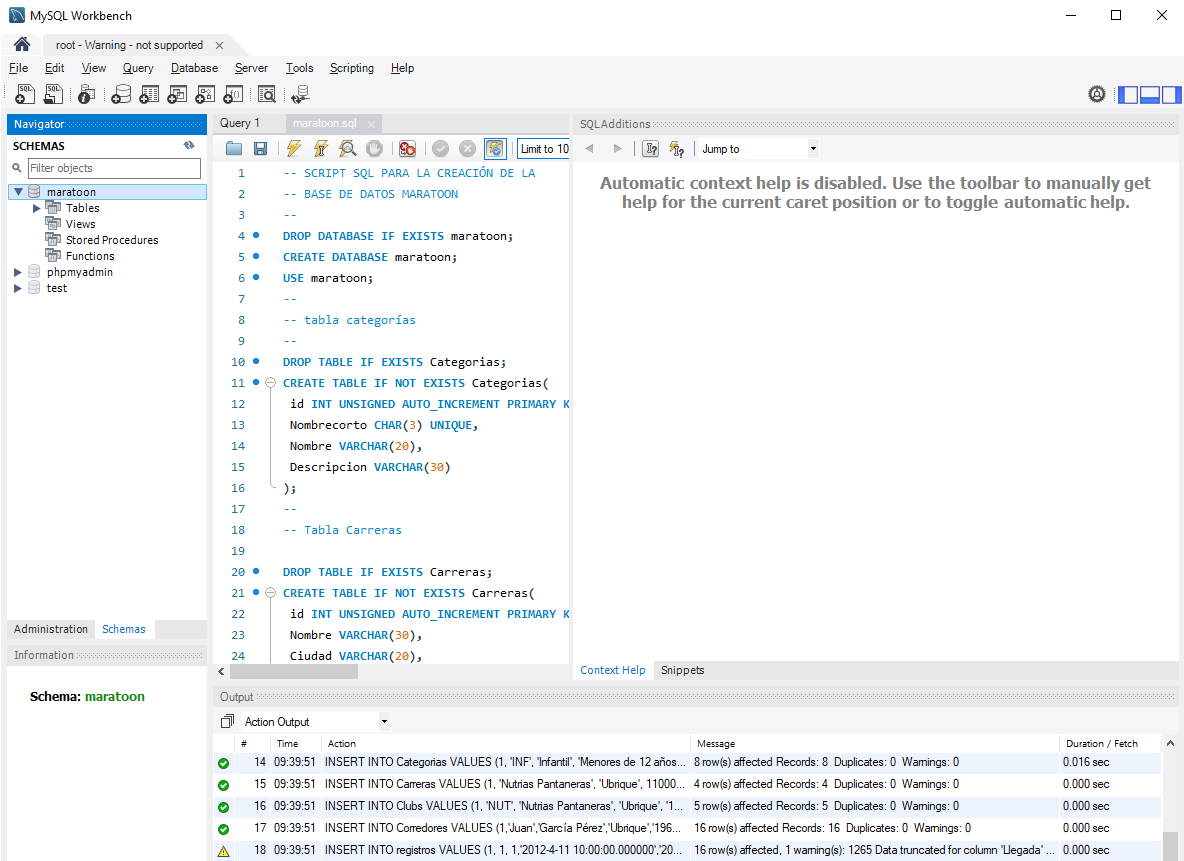 MySQL Workbench
root - Warning - not supported
File Edit View Query Database Server Tools Scripting Help
Navigator
SCHEMAS
Filter objects
maratoon
Tables
Views
Stored Procedures
Functions
phpmyadmin
test
Administration Schemas
Information
Schema: maratoon
Query 1 maratoon.sql
Limit to 10
1 -- SCRIPT SQL PARA LA CREACIÓN DE LA
2 -- BASE DE DATOS MARATOON
3 --
4 DROP DATABASE IF EXISTS maratoon;
5 CREATE DATABASE maratoon;
6 USE maratoon;
7 --
8 -- tabla categorías
9 --
10 DROP TABLE IF EXISTS Categorias;
11 CREATE TABLE IF NOT EXISTS Categorias(
12 id INT UNSIGNED AUTO_INCREMENT PRIMARY K
13 Nombrecorto CHAR(3) UNIQUE,
14 Nombre VARCHAR(20),
15 Descripcion VARCHAR(30)
16 );
17 --
18 -- Tabla Carreras
19
20 DROP TABLE IF EXISTS Carreras;
21 CREATE TABLE IF NOT EXISTS Carreras(
22 id INT UNSIGNED AUTO_INCREMENT PRIMARY K
23 Nombre VARCHAR(30),
24 Ciudad VARCHAR(20),
SQLAdditions
Jump to
Automatic context help is disabled. Use the toolbar to manually get
help for the current caret position or to toggle automatic help.
Context Help Snippets
Output
Action Output
# Time Action Message Duration / Fetch
14 09:39:51 INSERT INTO Categorias VALUES (1, 'INF', 'Infantil', 'Menores de 12 años... 8 row(s) affected Records: 8 Duplicates: 0 Warnings: 0 0.016 sec
15 09:39:51 INSERT INTO Carreras VALUES (1, 'Nutrias Pantaneras', 'Ubrique', 11000... 4 row(s) affected Records: 4 Duplicates: 0 Warnings: 0 0.000 sec
16 09:39:51 INSERT INTO Clubs VALUES (1, 'NUT', 'Nutrias Pantaneras', 'Ubrique', '1... 5 row(s) affected Records: 5 Duplicates: 0 Warnings: 0 0.000 sec
17 09:39:51 INSERT INTO Corredores VALUES (1,'Juan','García Pérez','Ubrique','196... 16 row(s) affected Records: 16 Duplicates: 0 Warnings: 0 0.000 sec
18 09:39:51 INSERT INTO registros VALUES (1, 1, 1,'2012-4-11 10:00:00.000000','20... 16 row(s) affected, 1 warning(s): 1265 Data truncated for column 'Llegada' ... 0.000 sec